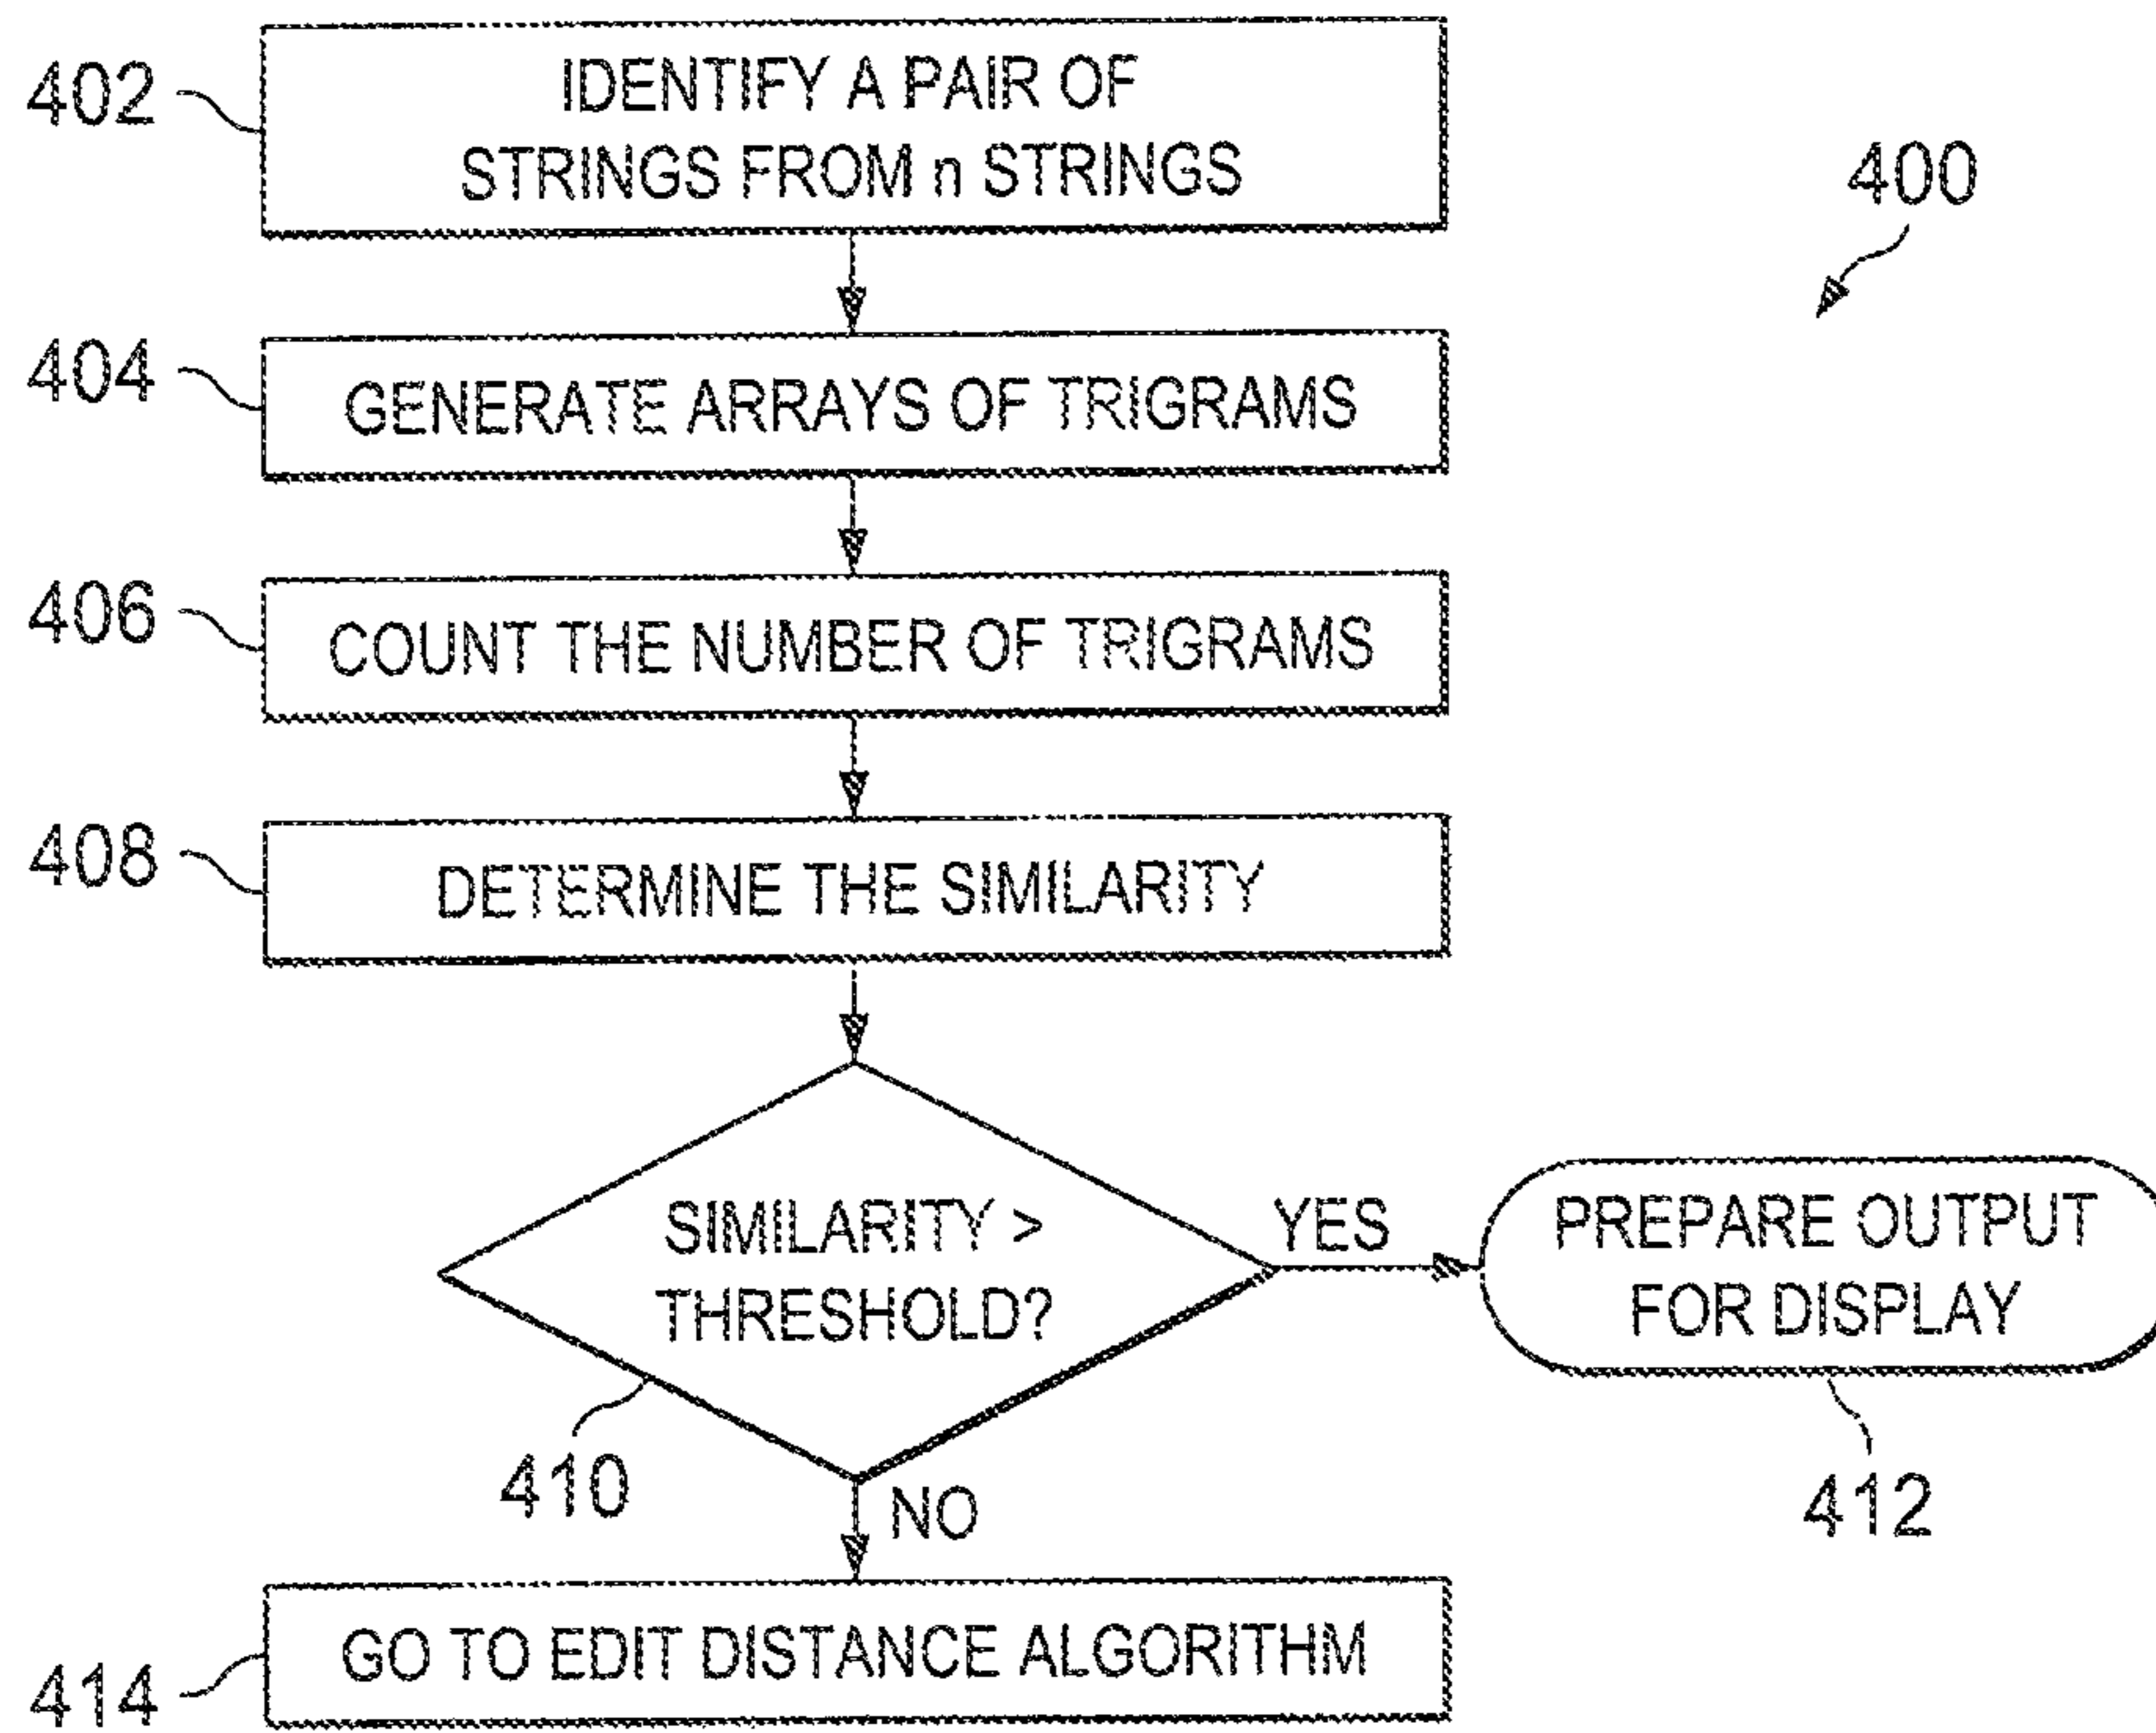 402
IDENTIFY A PAIR OF
STRINGS FROM n STRINGS
400
404
GENERATE ARRAYS OF TRIGRAMS
406
COUNT THE NUMBER OF TRIGRAMS
408
DETERMINE THE SIMILARITY
SIMILARITY >
THRESHOLD?
YES
PREPARE OUTPUT
FOR DISPLAY
410
NO
412
414
GO TO EDIT DISTANCE ALGORITHM